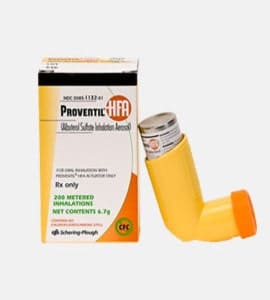 NDC 0085-1132-01
PROVENTIL® HFA
(Albuterol Sulfate Inhalation Aerosol)
FOR ORAL INHALATION WITH
PROVENTIL® HFA ACTUATOR ONLY
Rx only
200 METERED
INHALATIONS
NET CONTENTS 6.7g
CFC
Schering-Plough